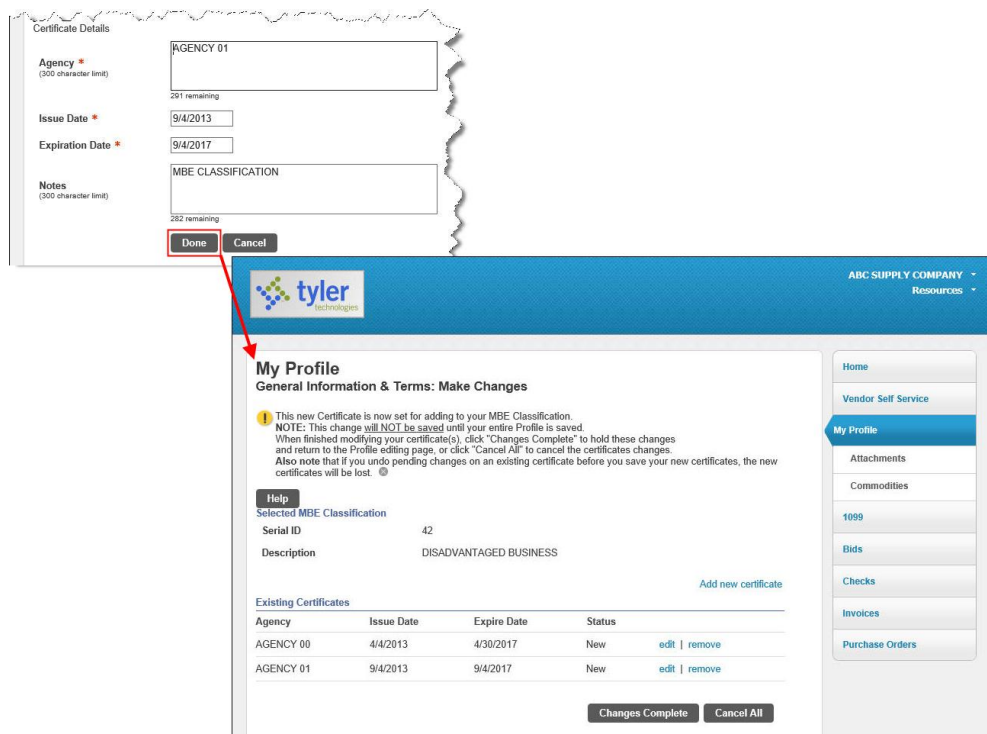 Certificate Details
Agency *
(300 character limit)
AGENCY 01
291 remaining
Issue Date *
9/4/2013
Expiration Date *
9/4/2017
Notes
(300 character limit)
MBE CLASSIFICATION
282 remaining
Done Cancel
tyler
technologies
ABC SUPPLY COMPANY
Resources
My Profile
General Information & Terms: Make Changes
This new Certificate is now set for adding to your MBE Classification.
NOTE: This change will NOT be saved until your entire Profile is saved.
When finished modifying your certificate(s), click "Changes Complete" to hold these changes
and return to the Profile editing page, or click "Cancel All" to cancel the certificates changes.
Also note that if you undo pending changes on an existing certificate before you save your new certificates, the new
certificates will be lost.
Help
Selected MBE Classification
Serial ID 42
Description DISADVANTAGED BUSINESS
Add new certificate
Existing Certificates
Agency Issue Date Expire Date Status
AGENCY 00 4/4/2013 4/30/2017 New edit | remove
AGENCY 01 9/4/2013 9/4/2017 New edit | remove
Changes Complete Cancel All
Home
Vendor Self Service
My Profile
Attachments
Commodities
1099
Bids
Checks
Invoices
Purchase Orders